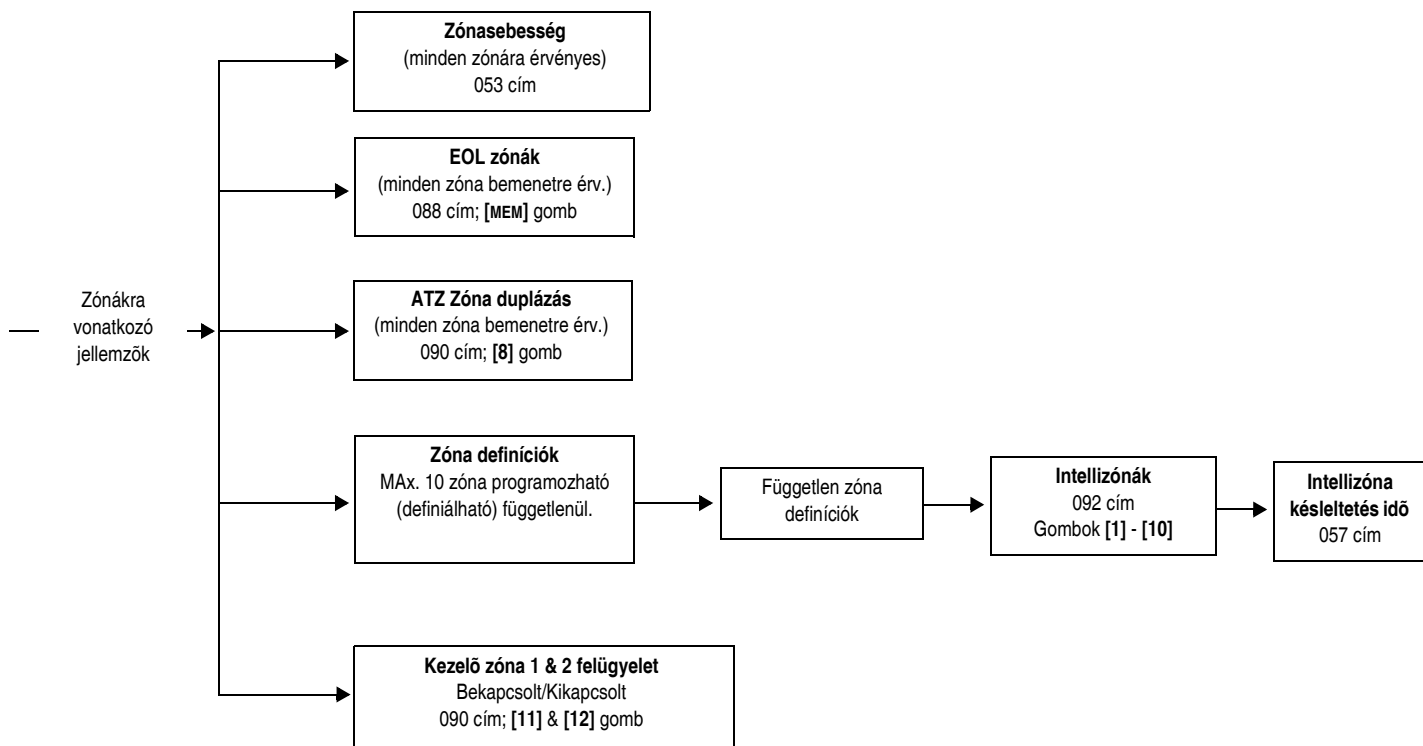 Zónasebesség
(minden zónára érvényes)
053 cím
EOL zónák
(minden zóna bemenetre érv.)
088 cím; [MEM] gomb
Zónákra
vonatkozó
jellemzõk
ATZ Zóna duplázás
(minden zóna bemenetre érv.)
090 cím; [8] gomb
Zóna definíciók
MAx. 10 zóna programozható
(definiálható) függetlenül.
Független zóna
definíciók
Intellizónák
092 cím
Gombok [1] - [10]
Intellizóna
késleltetés idõ
057 cím
Kezelõ zóna 1 & 2 felügyelet
Bekapcsolt/Kikapcsolt
090 cím; [11] & [12] gomb